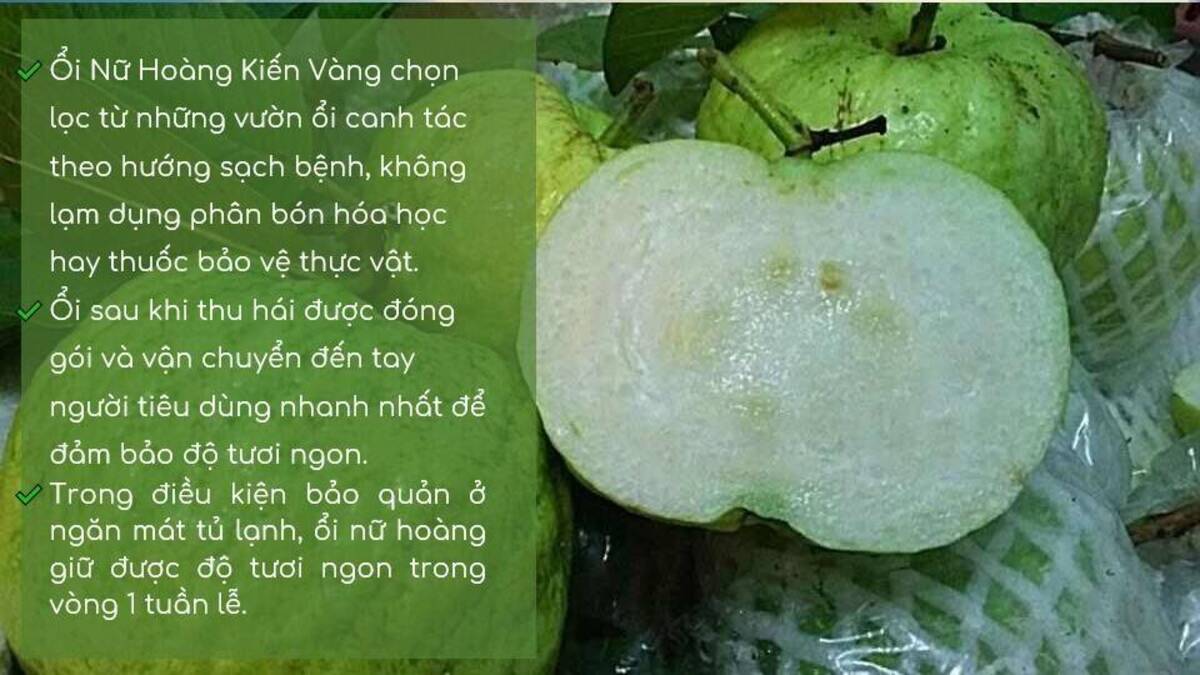 Ổi Nữ Hoàng Kiến Vàng chọn
lọc từ những vườn ổi canh tác
theo hướng sạch bệnh, không
lạm dụng phân bón hóa học
hay thuốc bảo vệ thực vật.
Ổi sau khi thu hái được đóng
gói và vận chuyển đến tay
người tiêu dùng nhanh nhất để
đảm bảo độ tươi ngon.
Trong điều kiện bảo quản ở
ngăn mát tủ lạnh, ổi nữ hoàng
giữ được độ tươi ngon trong
vòng 1 tuần lễ.